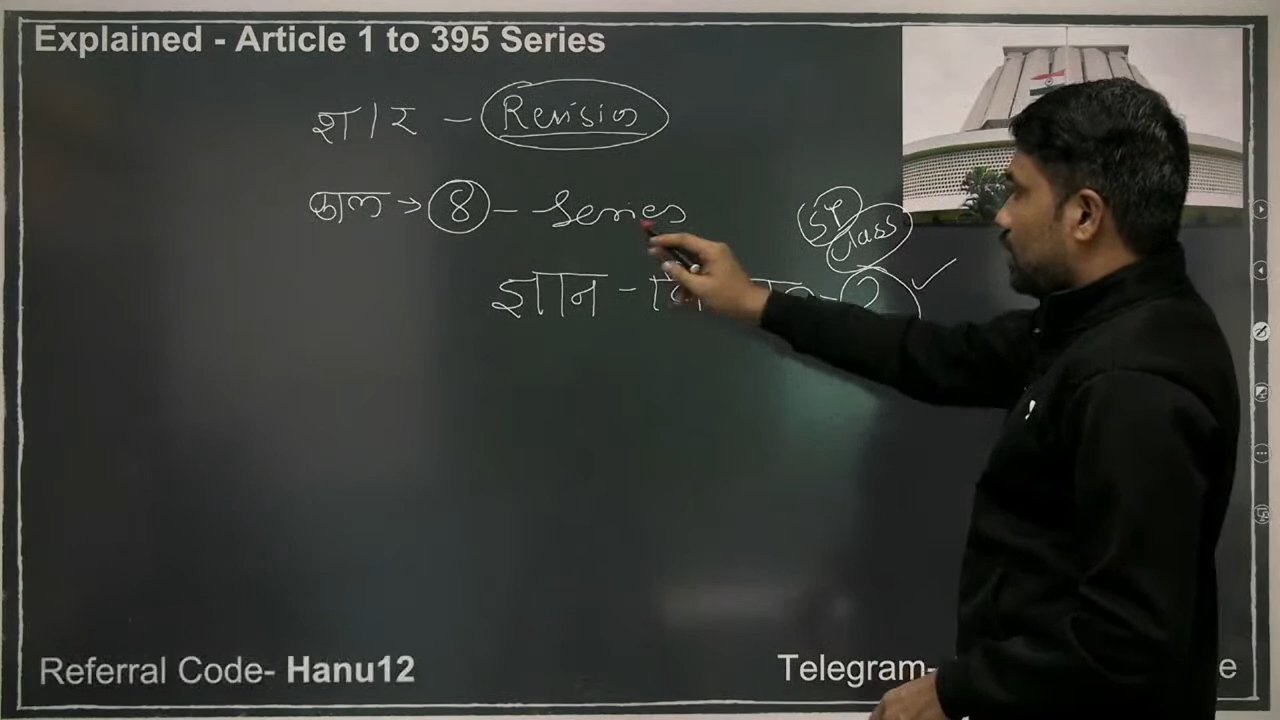 Explained - Article 1 to 395 Series
श / र - Revision
काल → 8 - Series
SP Class
ज्ञान -
Referral Code- Hanu12
Telegram-